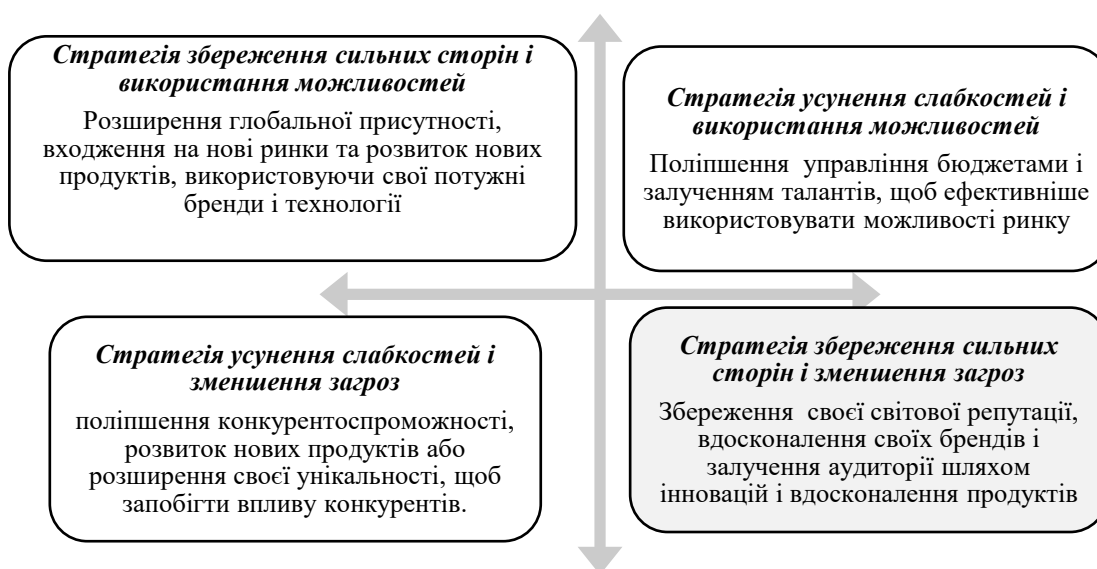 Стратегія збереження сильних сторін і
використання можливостей
Розширення глобальної присутності,
входження на нові ринки та розвиток нових
продуктів, використовуючи свої потужні
бренди і технології
Стратегія усунення слабкостей і
використання можливостей
Поліпшення управління бюджетами і
залученням талантів, щоб ефективніше
використовувати можливості ринку
Стратегія усунення слабкостей і
зменшення загроз
поліпшення конкурентоспроможності,
розвиток нових продуктів або
розширення своєї унікальності, щоб
запобігти впливу конкурентів.
Стратегія збереження сильних
сторін і зменшення загроз
Збереження своєї світової репутації,
вдосконалення своїх брендів і
залучення аудиторії шляхом
інновацій і вдосконалення продуктів